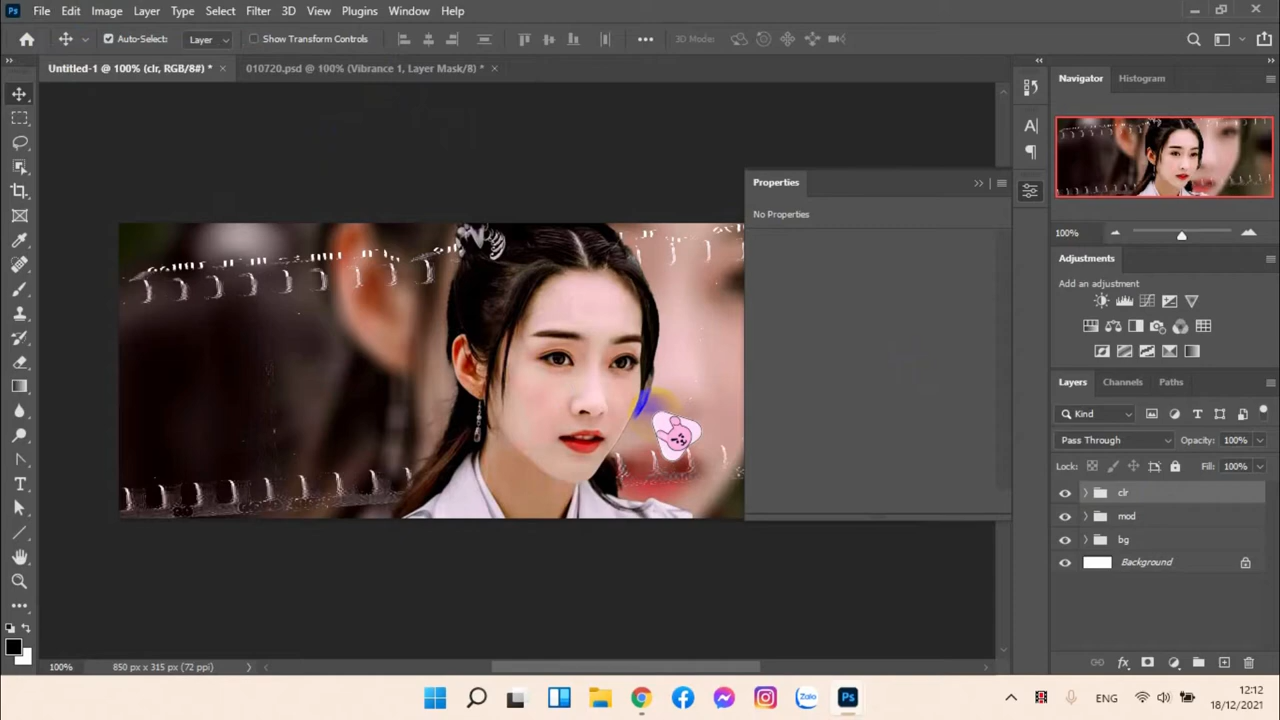 Ps File Edit Image Layer Type Select Filter 3D View Plugins Window Help
Auto-Select: Layer Show Transform Controls 3D Mode:
Untitled-1 @ 100% (clr, RGB/8#) * 010720.psd @ 100% (Vibrance 1, Layer Mask/8) *
Navigator Histogram
Properties
No Properties
100%
Adjustments
Add an adjustment
Layers Channels Paths
Kind
Pass Through Opacity: 100%
Lock: Fill: 100%
clr
mod
bg
Background
100% 850 px x 315 px (72 ppi)
Zalo Ps ENG 12:12
18/12/2021